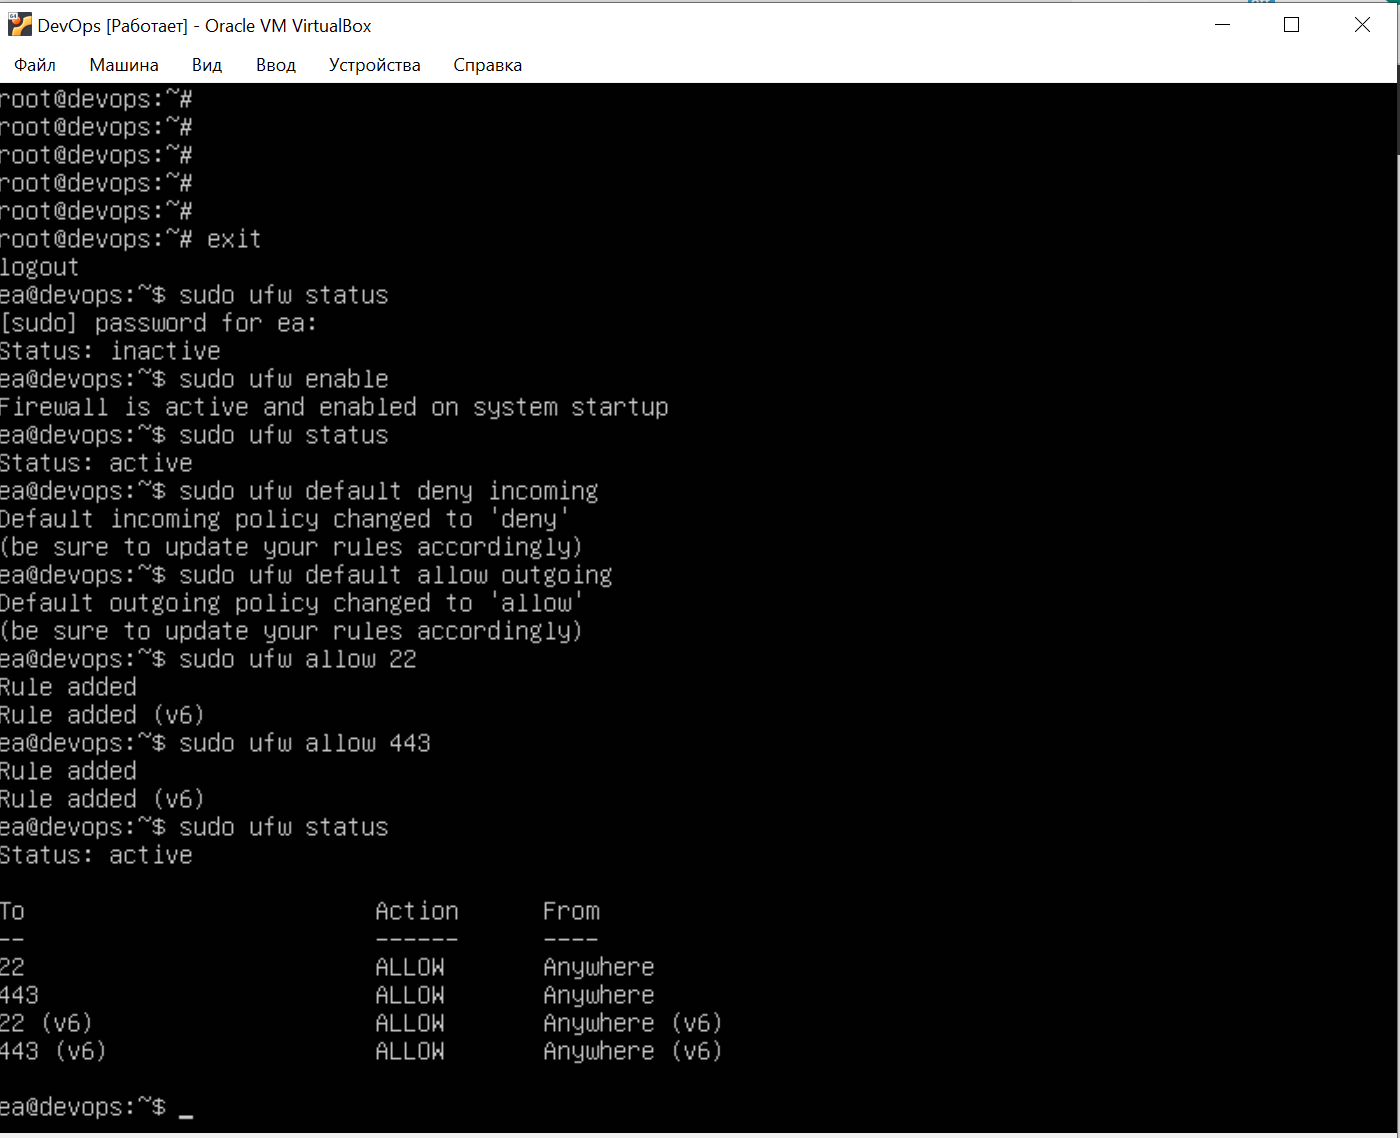 DevOps [Работает] - Oracle VM VirtualBox
Файл Машина Вид Ввод Устройства Справка
root@devops:~#
root@devops:~#
root@devops:~#
root@devops:~#
root@devops:~#
root@devops:~# exit
logout
ea@devops:~$ sudo ufw status
[sudo] password for ea:
Status: inactive
ea@devops:~$ sudo ufw enable
Firewall is active and enabled on system startup
ea@devops:~$ sudo ufw status
Status: active
ea@devops:~$ sudo ufw default deny incoming
Default incoming policy changed to 'deny'
(be sure to update your rules accordingly)
ea@devops:~$ sudo ufw default allow outgoing
Default outgoing policy changed to 'allow'
(be sure to update your rules accordingly)
ea@devops:~$ sudo ufw allow 22
Rule added
Rule added (v6)
ea@devops:~$ sudo ufw allow 443
Rule added
Rule added (v6)
ea@devops:~$ sudo ufw status
Status: active
To Action From
-- ------ ----
22 ALLOW Anywhere
443 ALLOW Anywhere
22 (v6) ALLOW Anywhere (v6)
443 (v6) ALLOW Anywhere (v6)
ea@devops:~$ _